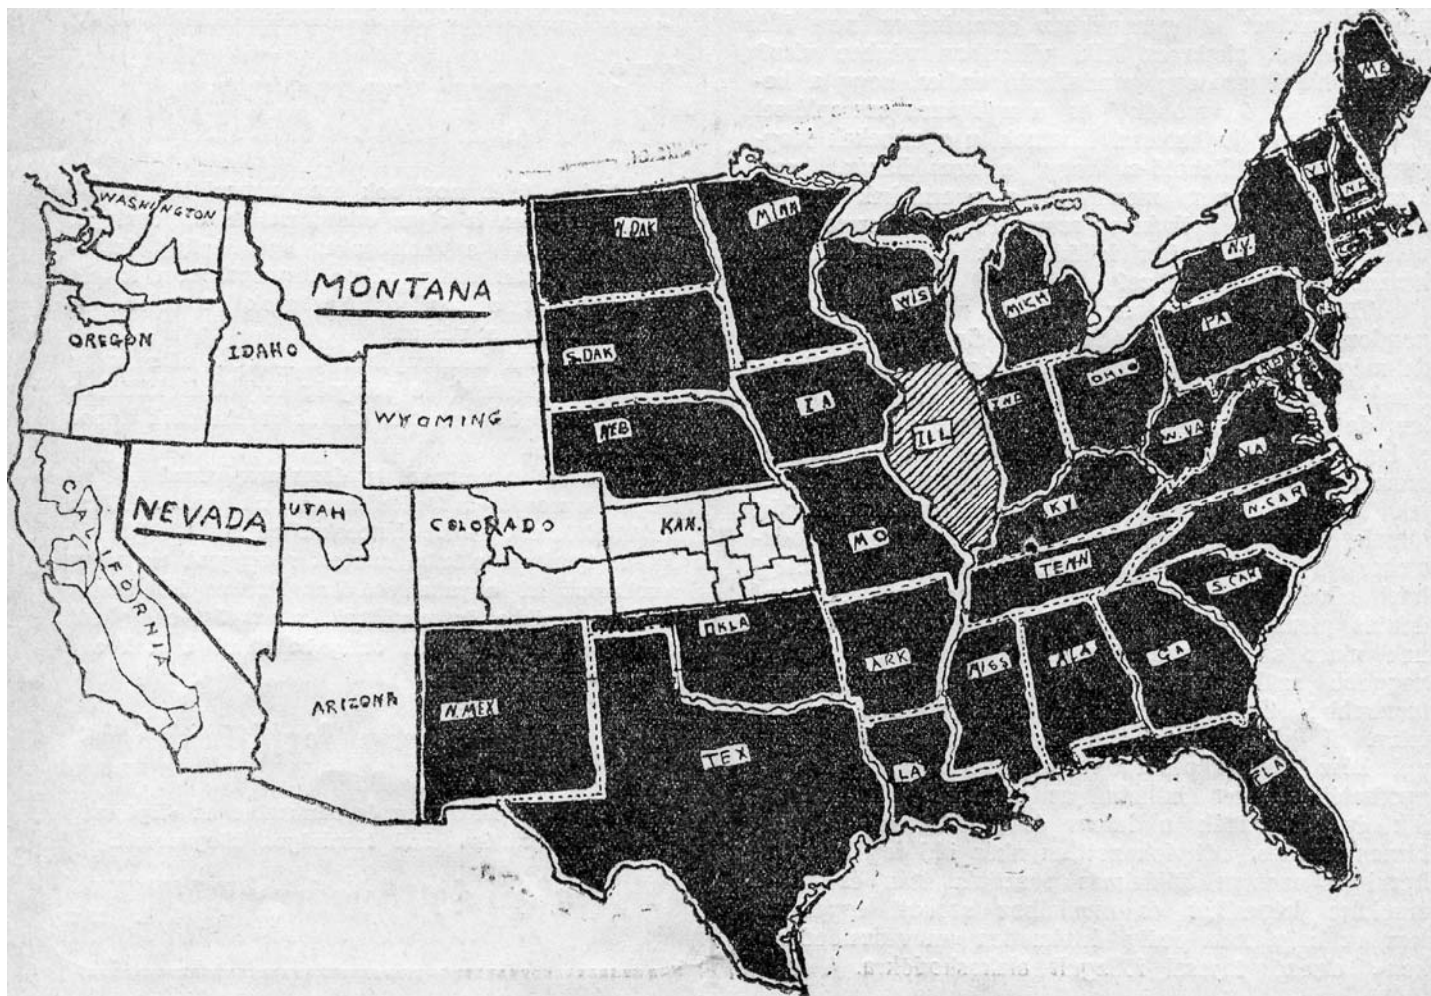 ME
WASHINGTON
N.DAK
MINN
VT
N.H.
N.Y.
MONTANA
WIS
MICH
PA
OREGON
IDAHO
S.DAK
OHIO
WYOMING
IA
IND
NEB
ILL
W.VA
VA
CALIFORNIA
NEVADA
UTAH
COLORADO
KAN.
MO
KY
N.CAR
TENN
S.CAR
OKLA
ARK
MISS
ALA
GA
ARIZONA
N.MEX
TEX
LA
FLA